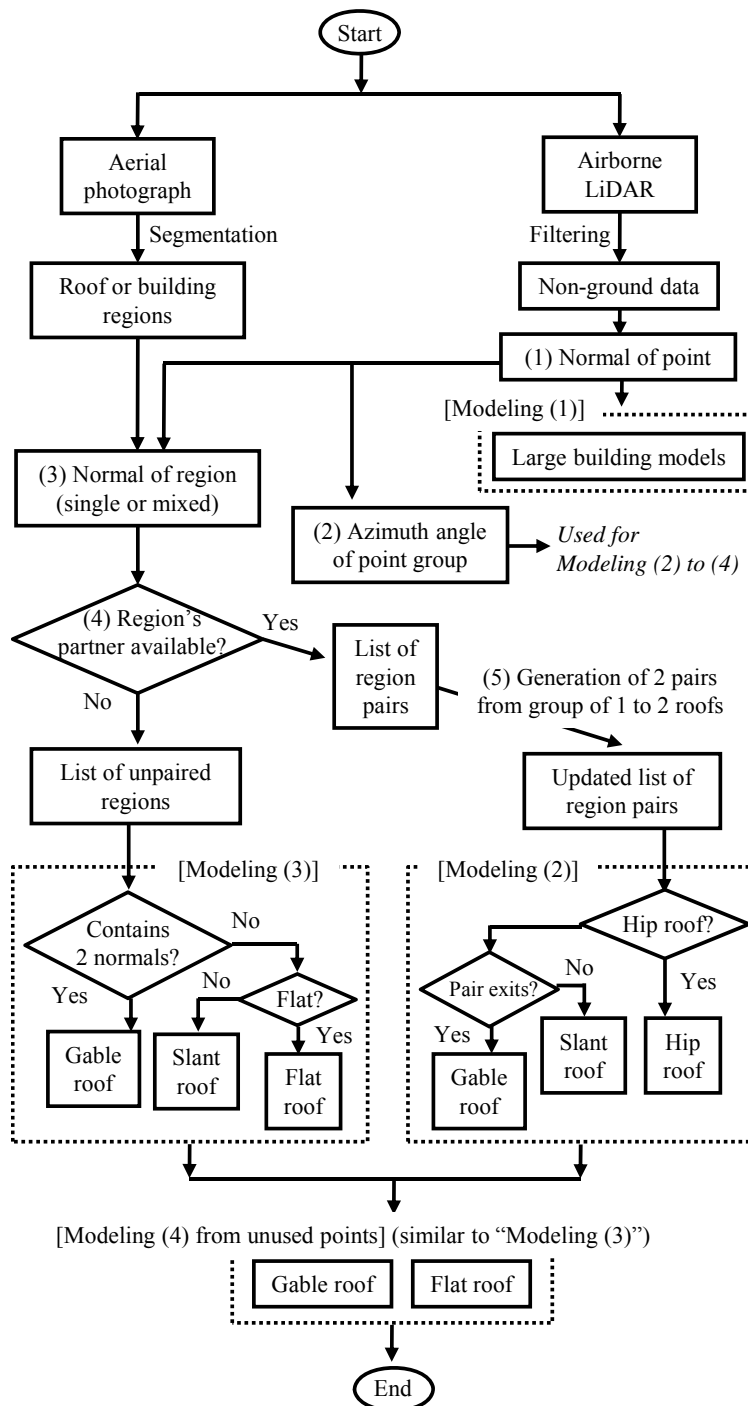 Start
Aerial
photograph
Airborne
LiDAR
Segmentation
Filtering
Roof or building
regions
Non-ground data
(1) Normal of point
[Modeling (1)]
Large building models
(3) Normal of region
(single or mixed)
(2) Azimuth angle
of point group
Used for
Modeling (2) to (4)
(4) Region's
partner available?
Yes
No
List of
region
pairs
(5) Generation of 2 pairs
from group of 1 to 2 roofs
List of unpaired
regions
Updated list of
region pairs
[Modeling (3)]
Contains
2 normals?
No
Yes
Flat?
No
Yes
Gable
roof
Slant
roof
Flat
roof
[Modeling (2)]
Hip roof?
Pair exits?
No
Yes
Yes
Gable
roof
Slant
roof
Hip
roof
[Modeling (4) from unused points] (similar to “Modeling (3)”)
Gable roof
Flat roof
End